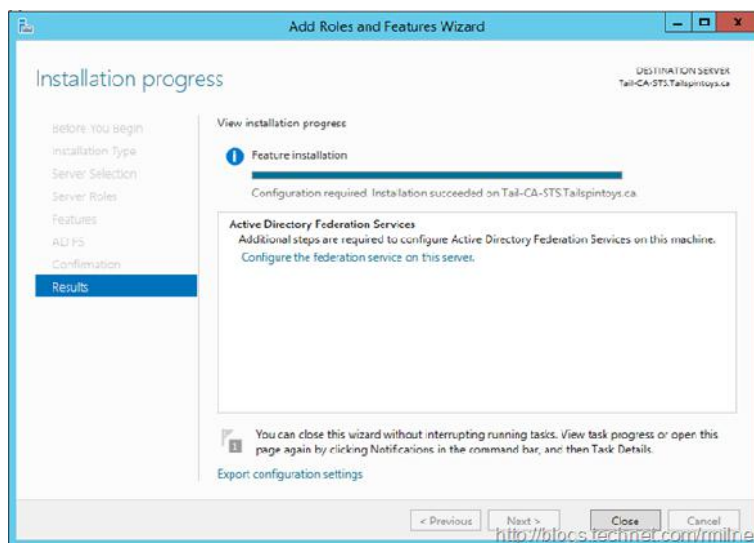 Add Roles and Features Wizard
Installation progress
DESTINATION SERVER
Tail-CA-STS.Tailspintoys.ca
Before You Begin
Installation Type
Server Selection
Server Roles
Features
AD FS
Confirmation
Results
View installation progress
Feature installation
Configuration required. Installation succeeded on Tail-CA-STS.Tailspintoys.ca.
Active Directory Federation Services
Additional steps are required to configure Active Directory Federation Services on this machine.
Configure the federation service on this server.
1
You can close this wizard without interrupting running tasks. View task progress or open this
page again by clicking Notifications in the command bar, and then Task Details.
Export configuration settings
< Previous
Next >
Close
Cancel
http://blogs.technet.com/rmilne